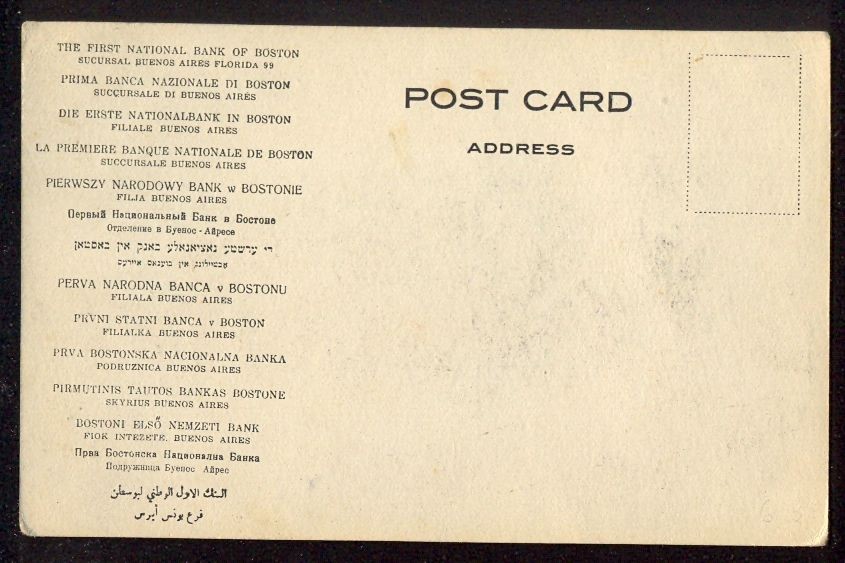 THE FIRST NATIONAL BANK OF BOSTON
SUCURSAL BUENOS AIRES FLORIDA 99
PRIMA BANCA NAZIONALE DI BOSTON
SUCCURSALE DI BUENOS AIRES
DIE ERSTE NATIONALBANK IN BOSTON
FILIALE BUENOS AIRES
LA PREMIERE BANQUE NATIONALE DE BOSTON
SUCCURSALE BUENOS AIRES
PIERWSZY NARODOWY BANK w BOSTONIE
FILJA BUENOS AIRES
Первый Национальный Банк в Бостоне
Отделение в Буенос - Айресе
די ערשטע נאציאנאלע באנק אין באסטאן
אבטיילונג אין בוענאס איירעס
PERVA NARODNA BANCA v BOSTONU
FILIALA BUENOS AIRES
PRVNI STATNI BANCA v BOSTON
FILIALKA BUENOS AIRES
PRVA BOSTONSKA NACIONALNA BANKA
PODRUZNICA BUENOS AIRES
PIRMUTINIS TAUTOS BANKAS BOSTONE
SKYRIUS BUENOS AIRES
BOSTONI ELSŐ NEMZETI BANK
FIOK INTEZETE. BUENOS AIRES
Прва Бостонска Национална Банка
Подружница Буенос Айрес
البنك الاول الوطني لبوسطن
فرع بونس أيرس
POST CARD
ADDRESS